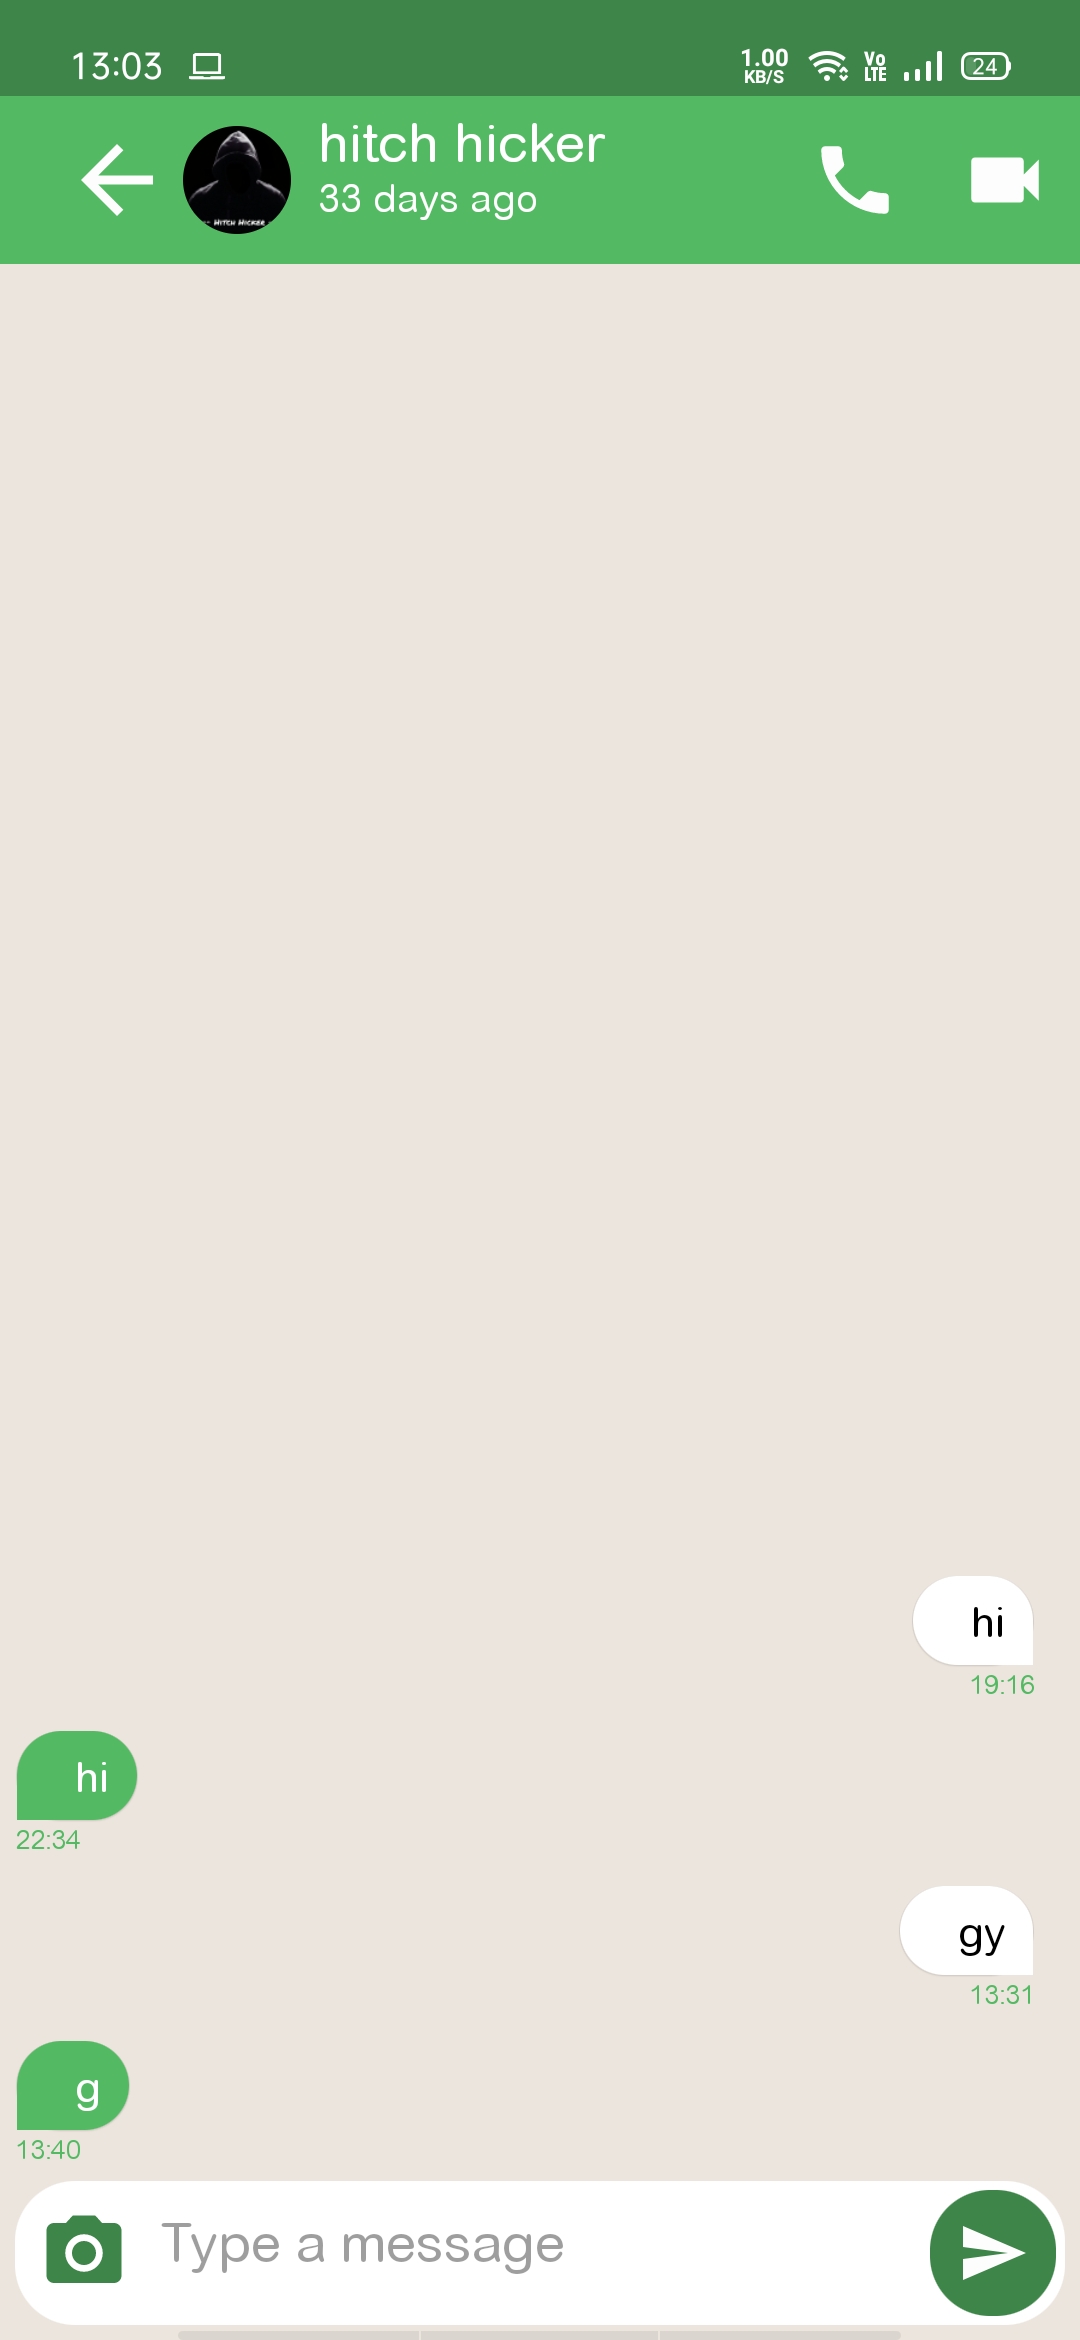 13:03
1.00
KB/S
Vo
LTE
24
hitch hicker
33 days ago
HITCH HICKER
hi
19:16
hi
22:34
gy
13:31
g
13:40
Type a message